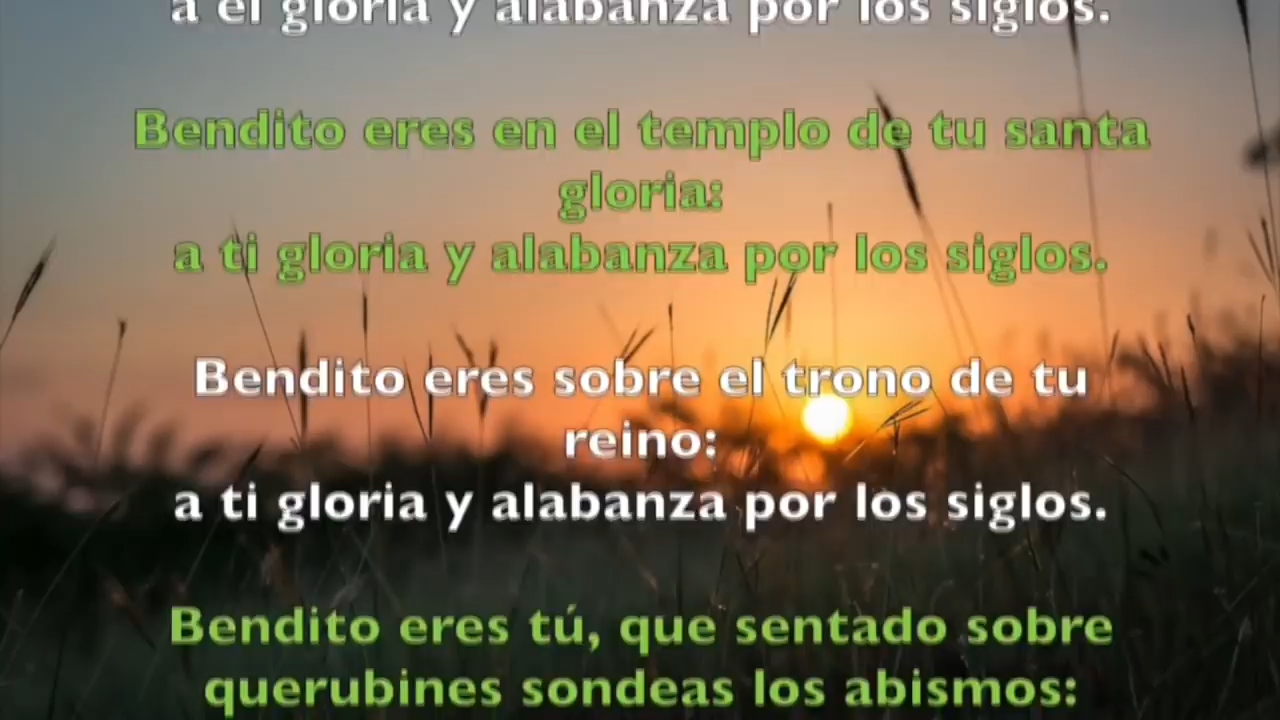 a él gloria y alabanza por los siglos.
Bendito eres en el templo de tu santa
gloria:
a ti gloria y alabanza por los siglos.
Bendito eres sobre el trono de tu
reino:
a ti gloria y alabanza por los siglos.
Bendito eres tú, que sentado sobre
querubines sondeas los abismos: